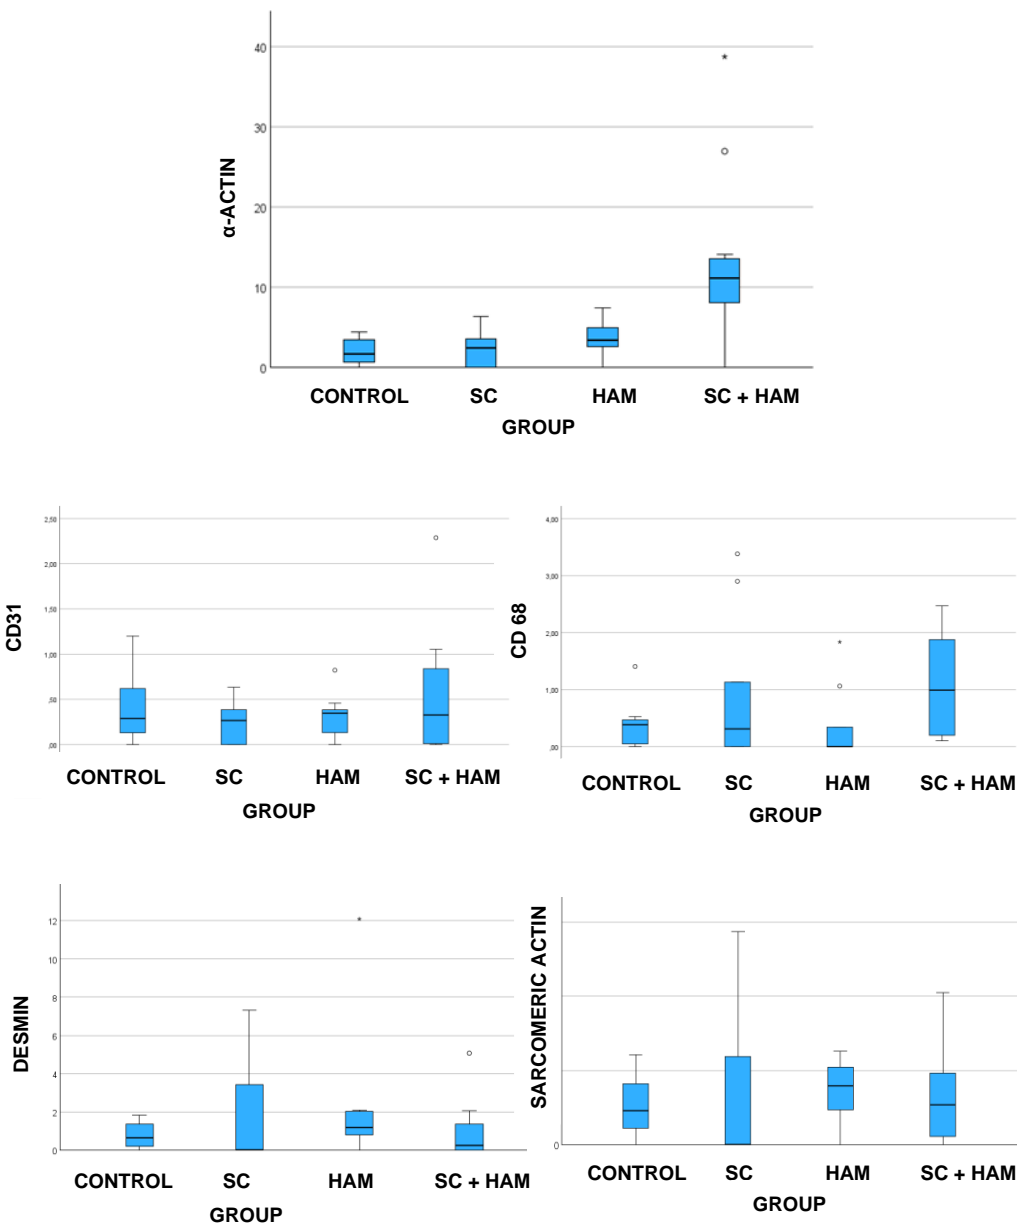 40
30
20
10
0
α-ACTIN
CONTROL SC HAM SC + HAM
GROUP
2,50
2,00
1,50
1,00
,50
,00
CD31
CONTROL SC HAM SC + HAM
GROUP
4,00
3,00
2,00
1,00
,00
CD 68
CONTROL SC HAM SC + HAM
GROUP
12
10
8
6
4
2
0
DESMIN
CONTROL SC HAM SC + HAM
GROUP
0
SARCOMERIC ACTIN
CONTROL SC HAM SC + HAM
GROUP